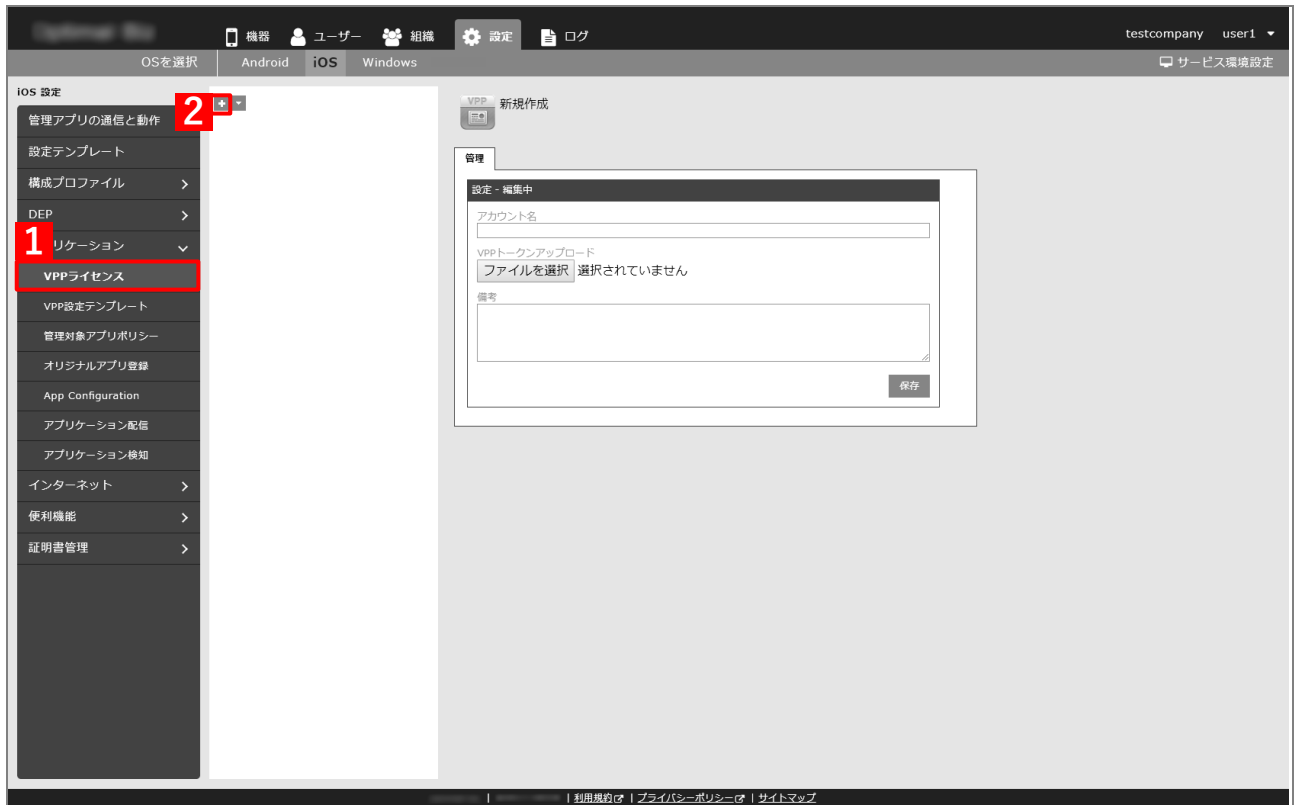 機器 ユーザー 組織 設定 ログ testcompany user1
OSを選択 Android iOS Windows サービス環境設定
iOS 設定
管理アプリの通信と動作
設定テンプレート
構成プロファイル
DEP
1 リケーション
VPPライセンス
VPP設定テンプレート
管理対象アプリポリシー
オリジナルアプリ登録
App Configuration
アプリケーション配信
アプリケーション検知
インターネット
便利機能
証明書管理
2
VPP 新規作成
管理
設定 - 編集中
アカウント名
VPPトークンアップロード
ファイルを選択 選択されていません
備考
保存
| | 利用規約 | プライバシーポリシー | サイトマップ